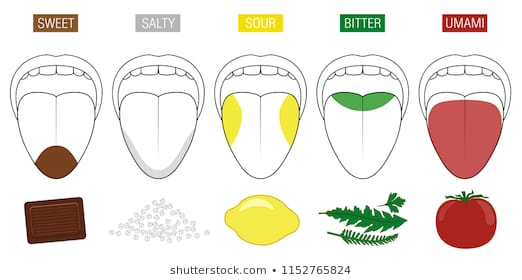 SWEET
SALTY
SOUR
BITTER
UMAMI
shutterstock.com • 1152765824